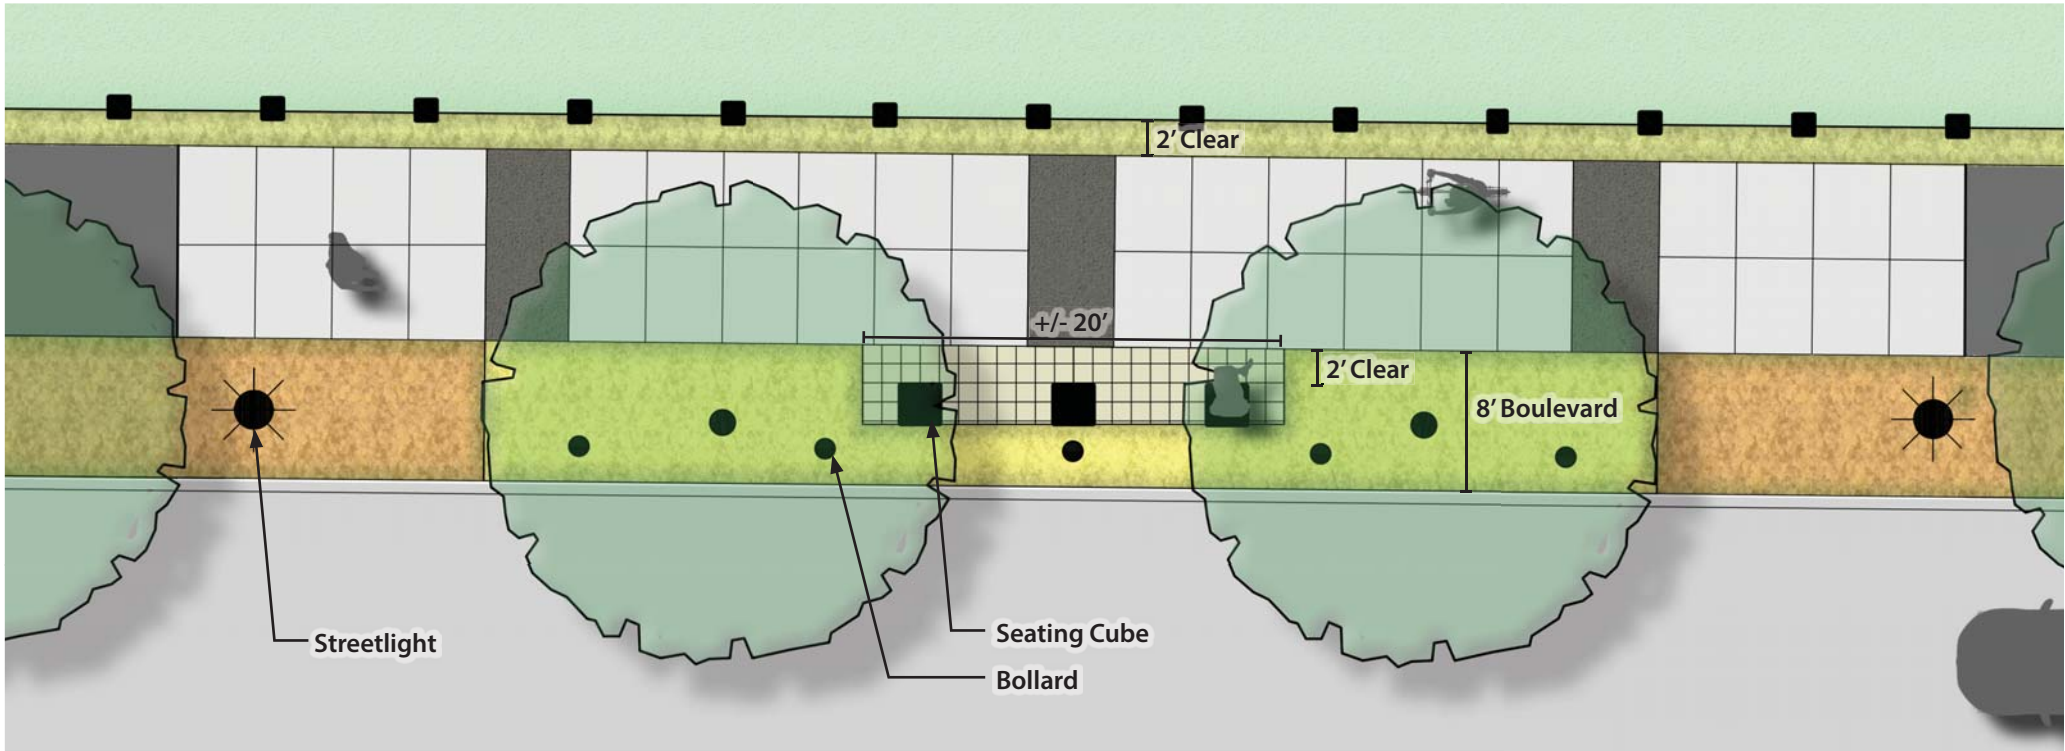 2’ Clear
+/- 20’
2’ Clear
8’ Boulevard
Streetlight
Seating Cube
Bollard